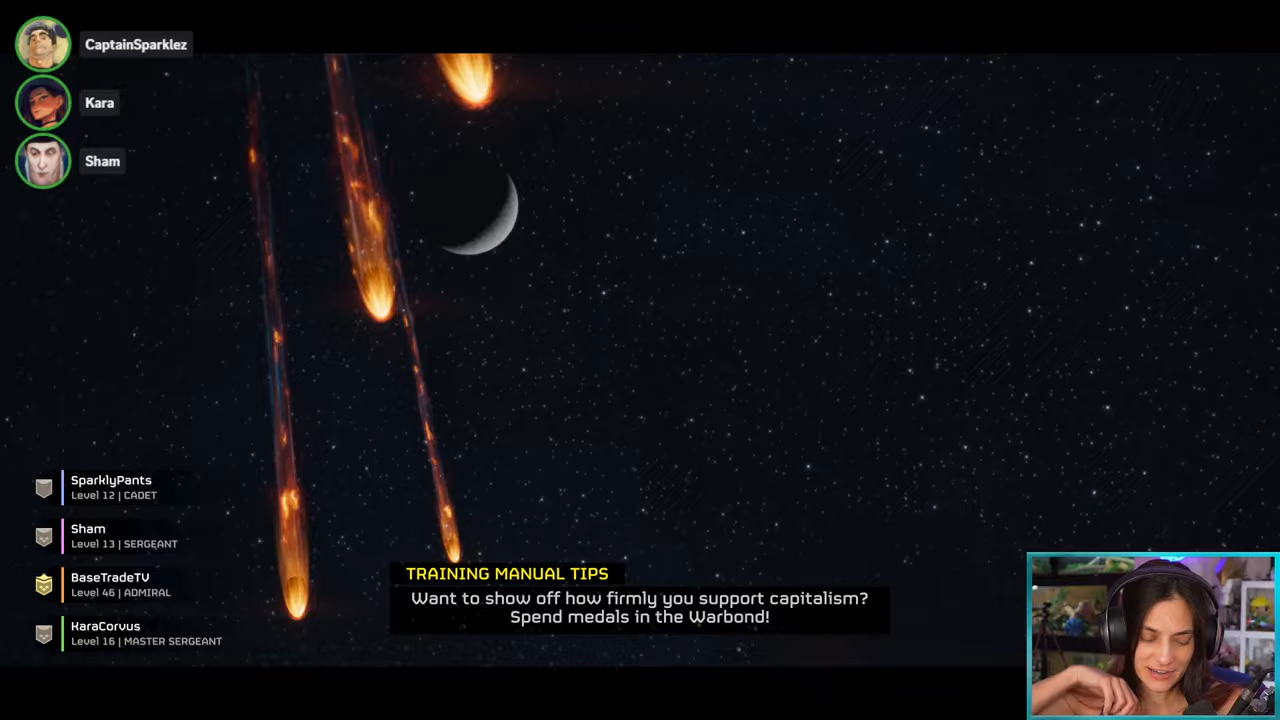 CaptainSparklez
Kara
Sham
SparklyPants
Level 12 | CADET
Sham
Level 13 | SERGEANT
BaseTradeTV
Level 46 | ADMIRAL
KaraCorvus
Level 16 | MASTER SERGEANT
TRAINING MANUAL TIPS
Want to show off how firmly you support capitalism?
Spend medals in the Warbond!